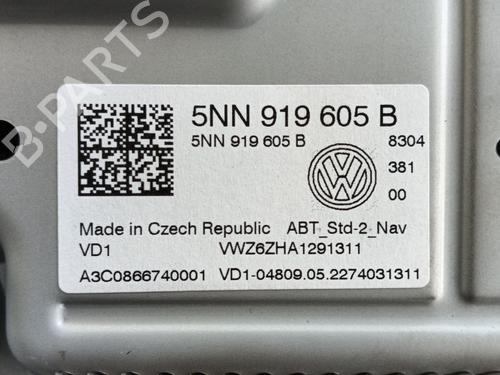 B-PARTS
5NN 919 605 B
5NN 919 605 B
8304
381
00
Made in Czech Republic ABT_Std-2_Nav
VD1 VWZ6ZHA1291311
A3C0866740001 VD1-04809.05.2274031311